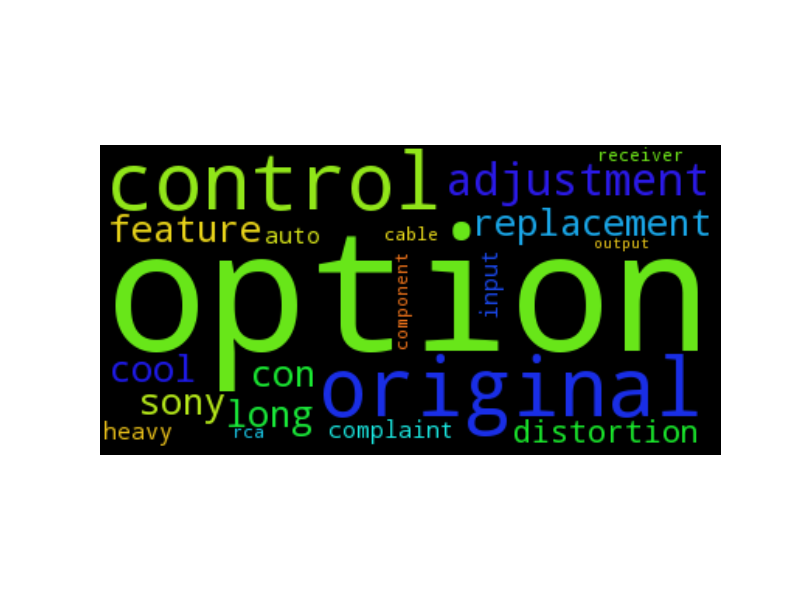 receiver
control
adjustment
feature
auto
cable
replacement
output
option
component
input
cool
con
original
sony
long
heavy
rca
complaint
distortion